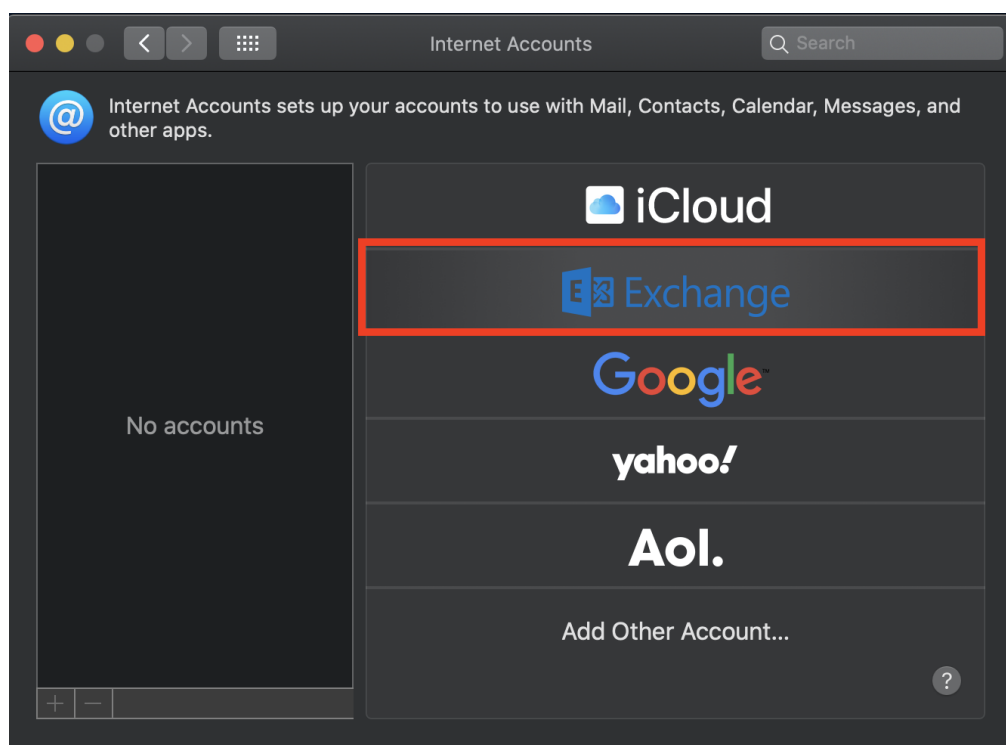 Internet Accounts
Search
@
Internet Accounts sets up your accounts to use with Mail, Contacts, Calendar, Messages, and
other apps.
iCloud
E Exchange
Google™
No accounts
yahoo!
Aol.
Add Other Account...
?